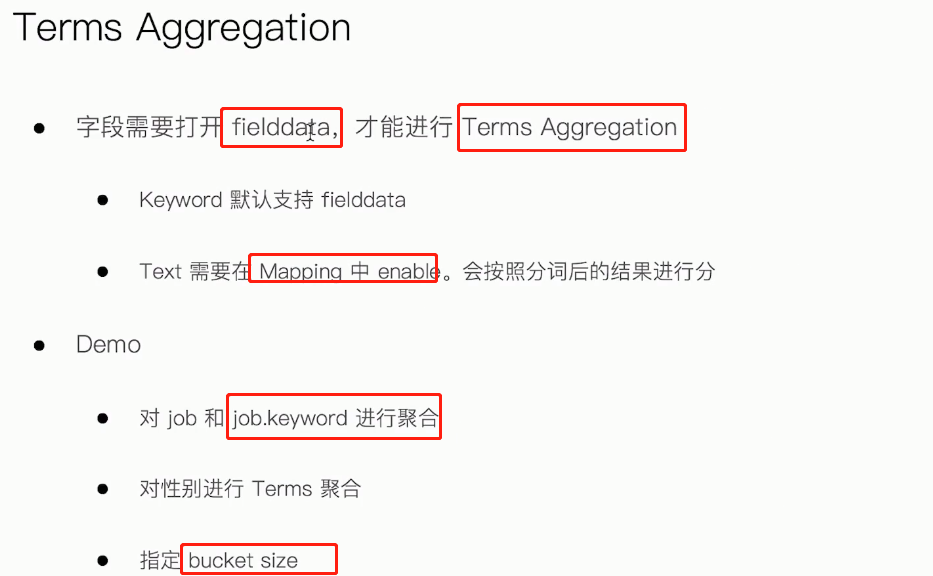 Terms Aggregation
字段需要打开 fielddata，才能进行 Terms Aggregation
Keyword 默认支持 fielddata
Text 需要在 Mapping 中 enable。会按照分词后的结果进行分
Demo
对 job 和 job.keyword 进行聚合
对性别进行 Terms 聚合
指定 bucket size